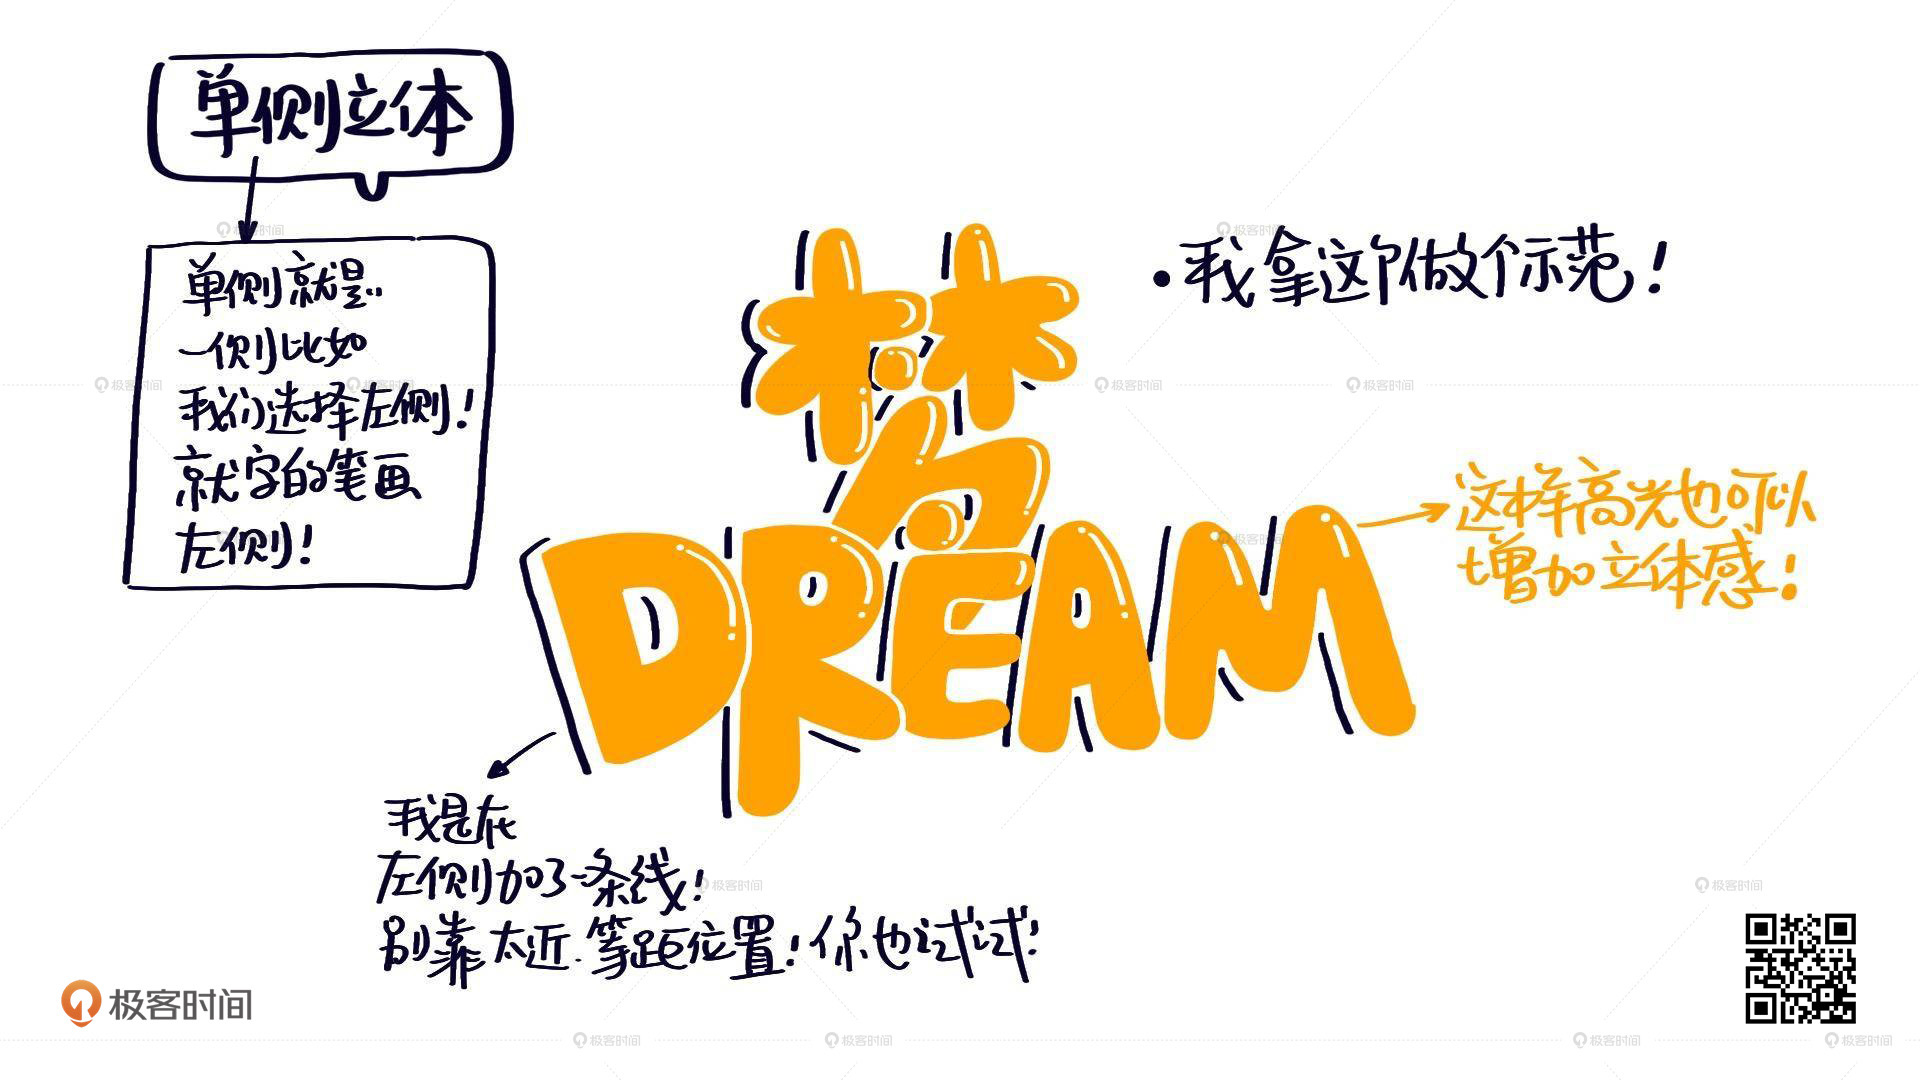 单侧立体
单侧就是..
一侧比如
我们选择左侧!
就字的笔画
左侧!
·我拿这个做个示范!
梦
DREAM
这样高光也可以
增加立体感!
我是在
左侧加了一条线!
别靠太近.等距位置!你也试试!
极客时间